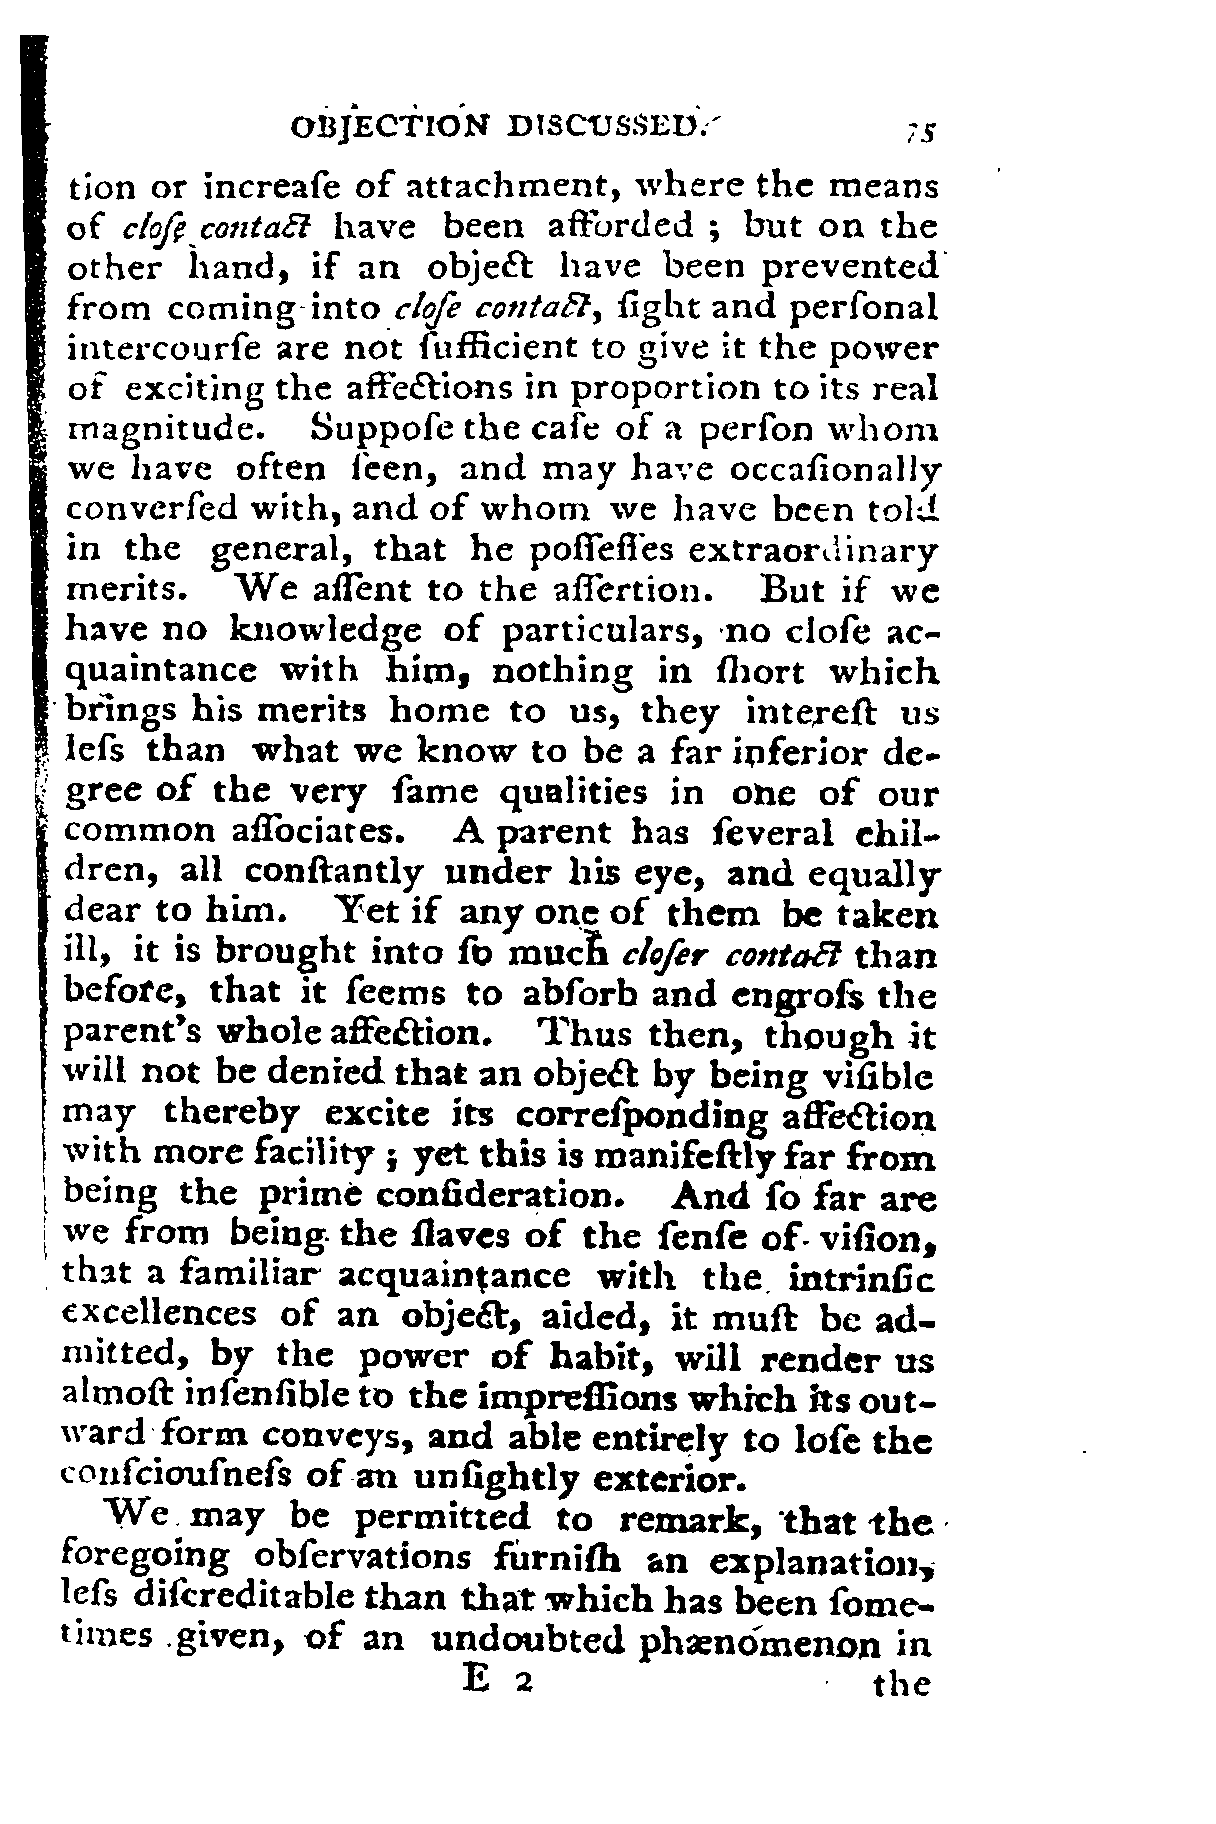 OBJECTION DISCUSSED. 75
tion or increaſe of attachment, where the means
of cloſe contact have been afforded ; but on the
other hand, if an object have been prevented
from coming into cloſe contact, ſight and perſonal
intercourſe are not ſufficient to give it the power
of exciting the affections in proportion to its real
magnitude. Suppoſe the caſe of a perſon whom
we have often ſeen, and may have occaſionally
converſed with, and of whom we have been told
in the general, that he poſſeſſes extraordinary
merits. We aſſent to the aſſertion. But if we
have no knowledge of particulars, no cloſe ac-
quaintance with him, nothing in ſhort which
brings his merits home to us, they intereſt us
leſs than what we know to be a far inferior de-
gree of the very ſame qualities in one of our
common aſſociates. A parent has ſeveral chil-
dren, all conſtantly under his eye, and equally
dear to him. Yet if any one of them be taken
ill, it is brought into ſo much cloſer contact than
before, that it ſeems to abſorb and engroſs the
parent's whole affection. Thus then, though it
will not be denied that an object by being viſible
may thereby excite its correſponding affection
with more facility ; yet this is manifeſtly far from
being the prime conſideration. And ſo far are
we from being the ſlaves of the ſenſe of viſion,
that a familiar acquaintance with the intrinſic
excellences of an object, aided, it muſt be ad-
mitted, by the power of habit, will render us
almoſt inſenſible to the impreſſions which its out-
ward form conveys, and able entirely to loſe the
conſciouſneſs of an unſightly exterior.
We may be permitted to remark, that the
foregoing obſervations furniſh an explanation,
leſs diſcreditable than that which has been ſome-
times given, of an undoubted phænomenon in
E 2 the